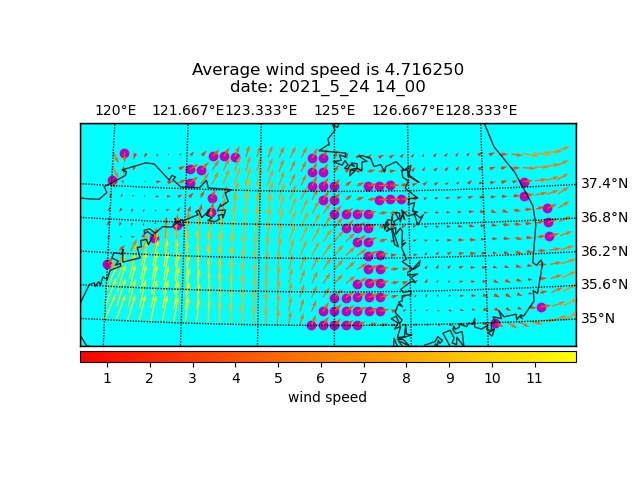 Average wind speed is 4.716250
date: 2021_5_24 14_00
120°E 121.667°E 123.333°E 125°E 126.667°E 128.333°E
37.4°N
36.8°N
36.2°N
35.6°N
35°N
1 2 3 4 5 6 7 8 9 10 11
wind speed